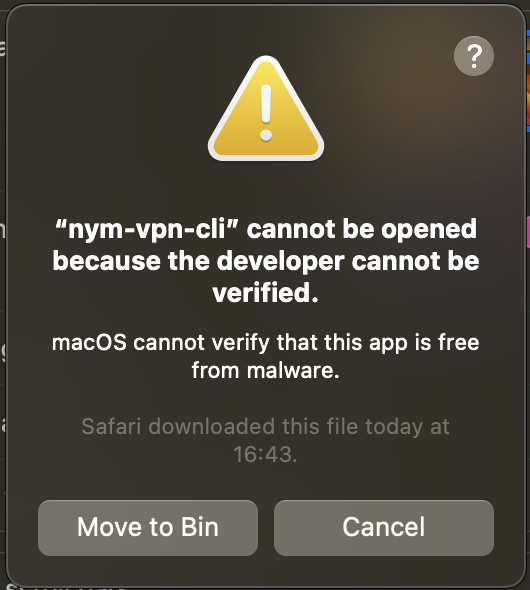 ?
“nym-vpn-cli” cannot be opened
because the developer cannot be
verified.
macOS cannot verify that this app is free
from malware.
Safari downloaded this file today at
16:43.
Move to Bin
Cancel